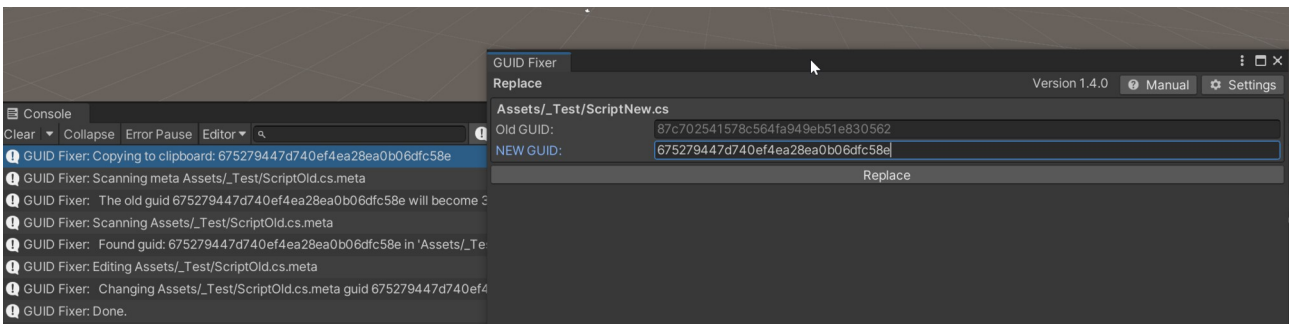 GUID Fixer
Replace
Version 1.4.0
Manual
Settings
Assets/_Test/ScriptNew.cs
Old GUID:
87c702541578c564fa949eb51e830562
NEW GUID:
675279447d740ef4ea28ea0b06dfc58e
Replace
Console
Clear Collapse Error Pause Editor
GUID Fixer: Copying to clipboard: 675279447d740ef4ea28ea0b06dfc58e
GUID Fixer: Scanning meta Assets/_Test/ScriptOld.cs.meta
GUID Fixer: The old guid 675279447d740ef4ea28ea0b06dfc58e will become 3
GUID Fixer: Scanning Assets/_Test/ScriptOld.cs.meta
GUID Fixer: Found guid: 675279447d740ef4ea28ea0b06dfc58e in 'Assets/_Te
GUID Fixer: Editing Assets/_Test/ScriptOld.cs.meta
GUID Fixer: Changing Assets/_Test/ScriptOld.cs.meta guid 675279447d740ef4
GUID Fixer: Done.